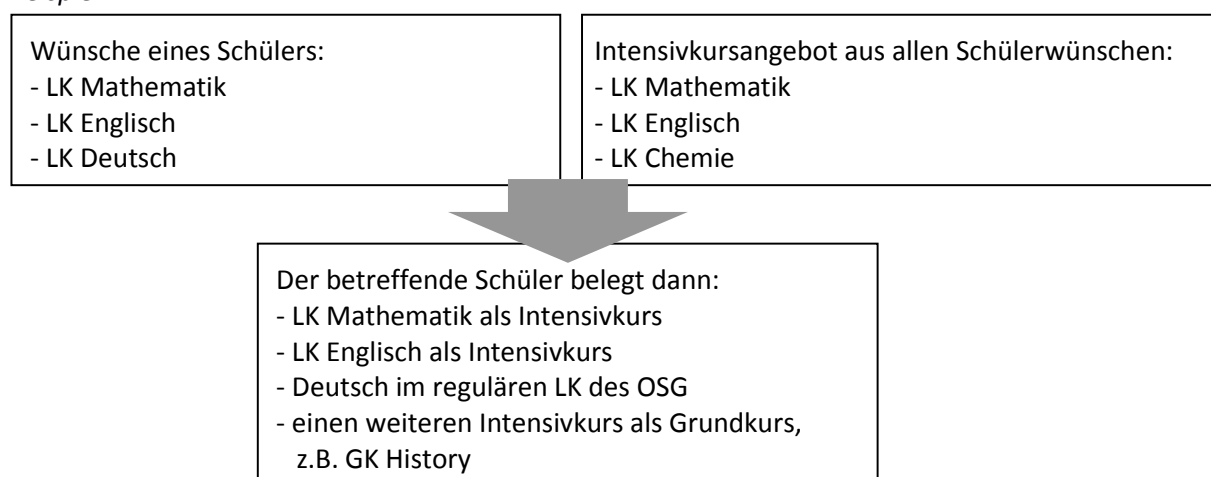 Wünsche eines Schülers:
- LK Mathematik
- LK Englisch
- LK Deutsch
Intensivkursangebot aus allen Schülerwünschen:
- LK Mathematik
- LK Englisch
- LK Chemie
Der betreffende Schüler belegt dann:
- LK Mathematik als Intensivkurs
- LK Englisch als Intensivkurs
- Deutsch im regulären LK des OSG
- einen weiteren Intensivkurs als Grundkurs,
z.B. GK History